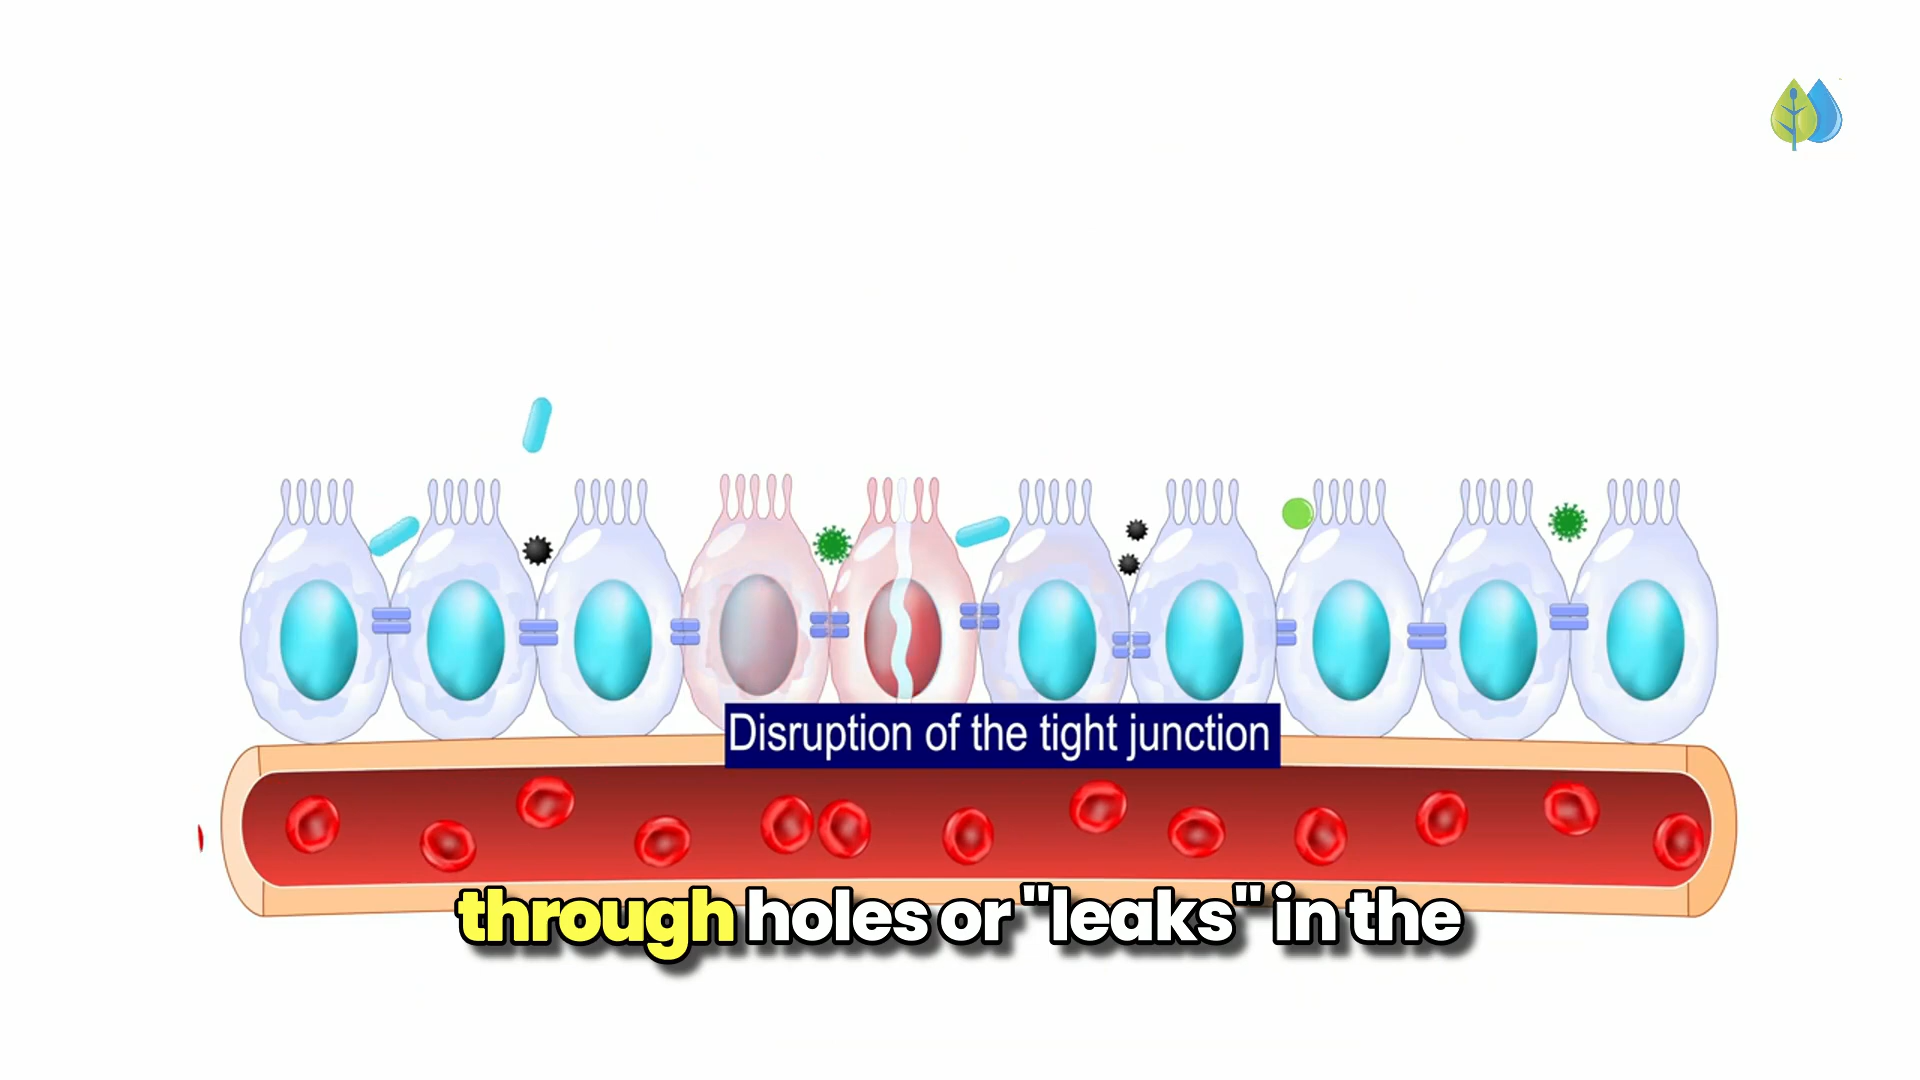 Disruption of the tight junction
through holes or "leaks" in the